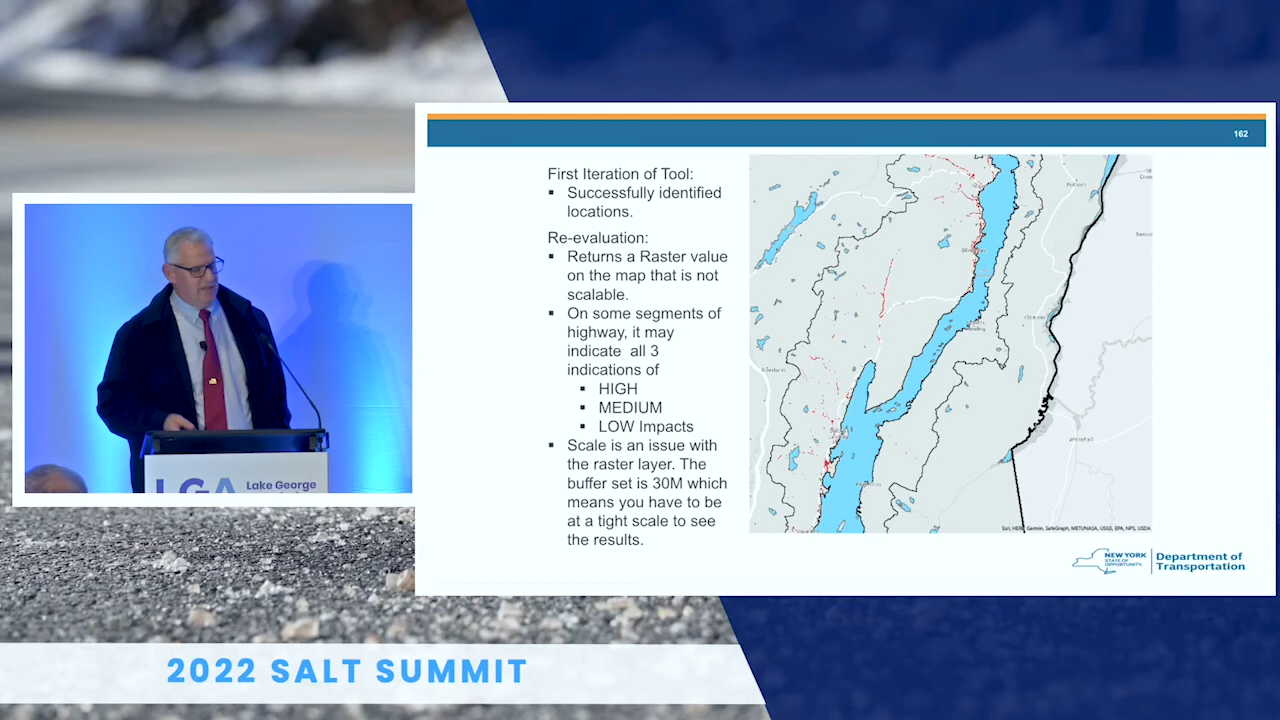 162
First Iteration of Tool:
▪ Successfully identified
locations.
Re-evaluation:
▪ Returns a Raster value
on the map that is not
scalable.
▪ On some segments of
highway, it may
indicate all 3
indications of
▪ HIGH
▪ MEDIUM
▪ LOW Impacts
▪ Scale is an issue with
the raster layer. The
buffer set is 30M which
means you have to be
at a tight scale to see
the results.
Esri, HERE, Garmin, SafeGraph, METI/NASA, USGS, EPA, NPS, USDA
NEW YORK
STATE OF
OPPORTUNITY.
Department of
Transportation
LGA
Lake George
2022 SALT SUMMIT